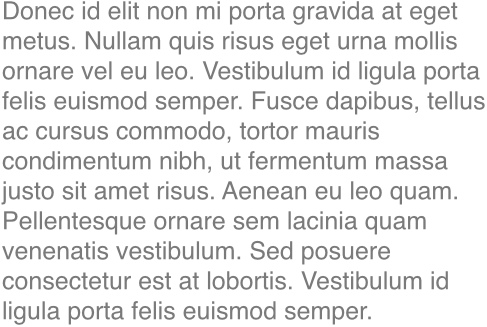 Donec id elit non mi porta gravida at eget
metus. Nullam quis risus eget urna mollis
ornare vel eu leo. Vestibulum id ligula porta
felis euismod semper. Fusce dapibus, tellus
ac cursus commodo, tortor mauris
condimentum nibh, ut fermentum massa
justo sit amet risus. Aenean eu leo quam.
Pellentesque ornare sem lacinia quam
venenatis vestibulum. Sed posuere
consectetur est at lobortis. Vestibulum id
ligula porta felis euismod semper.